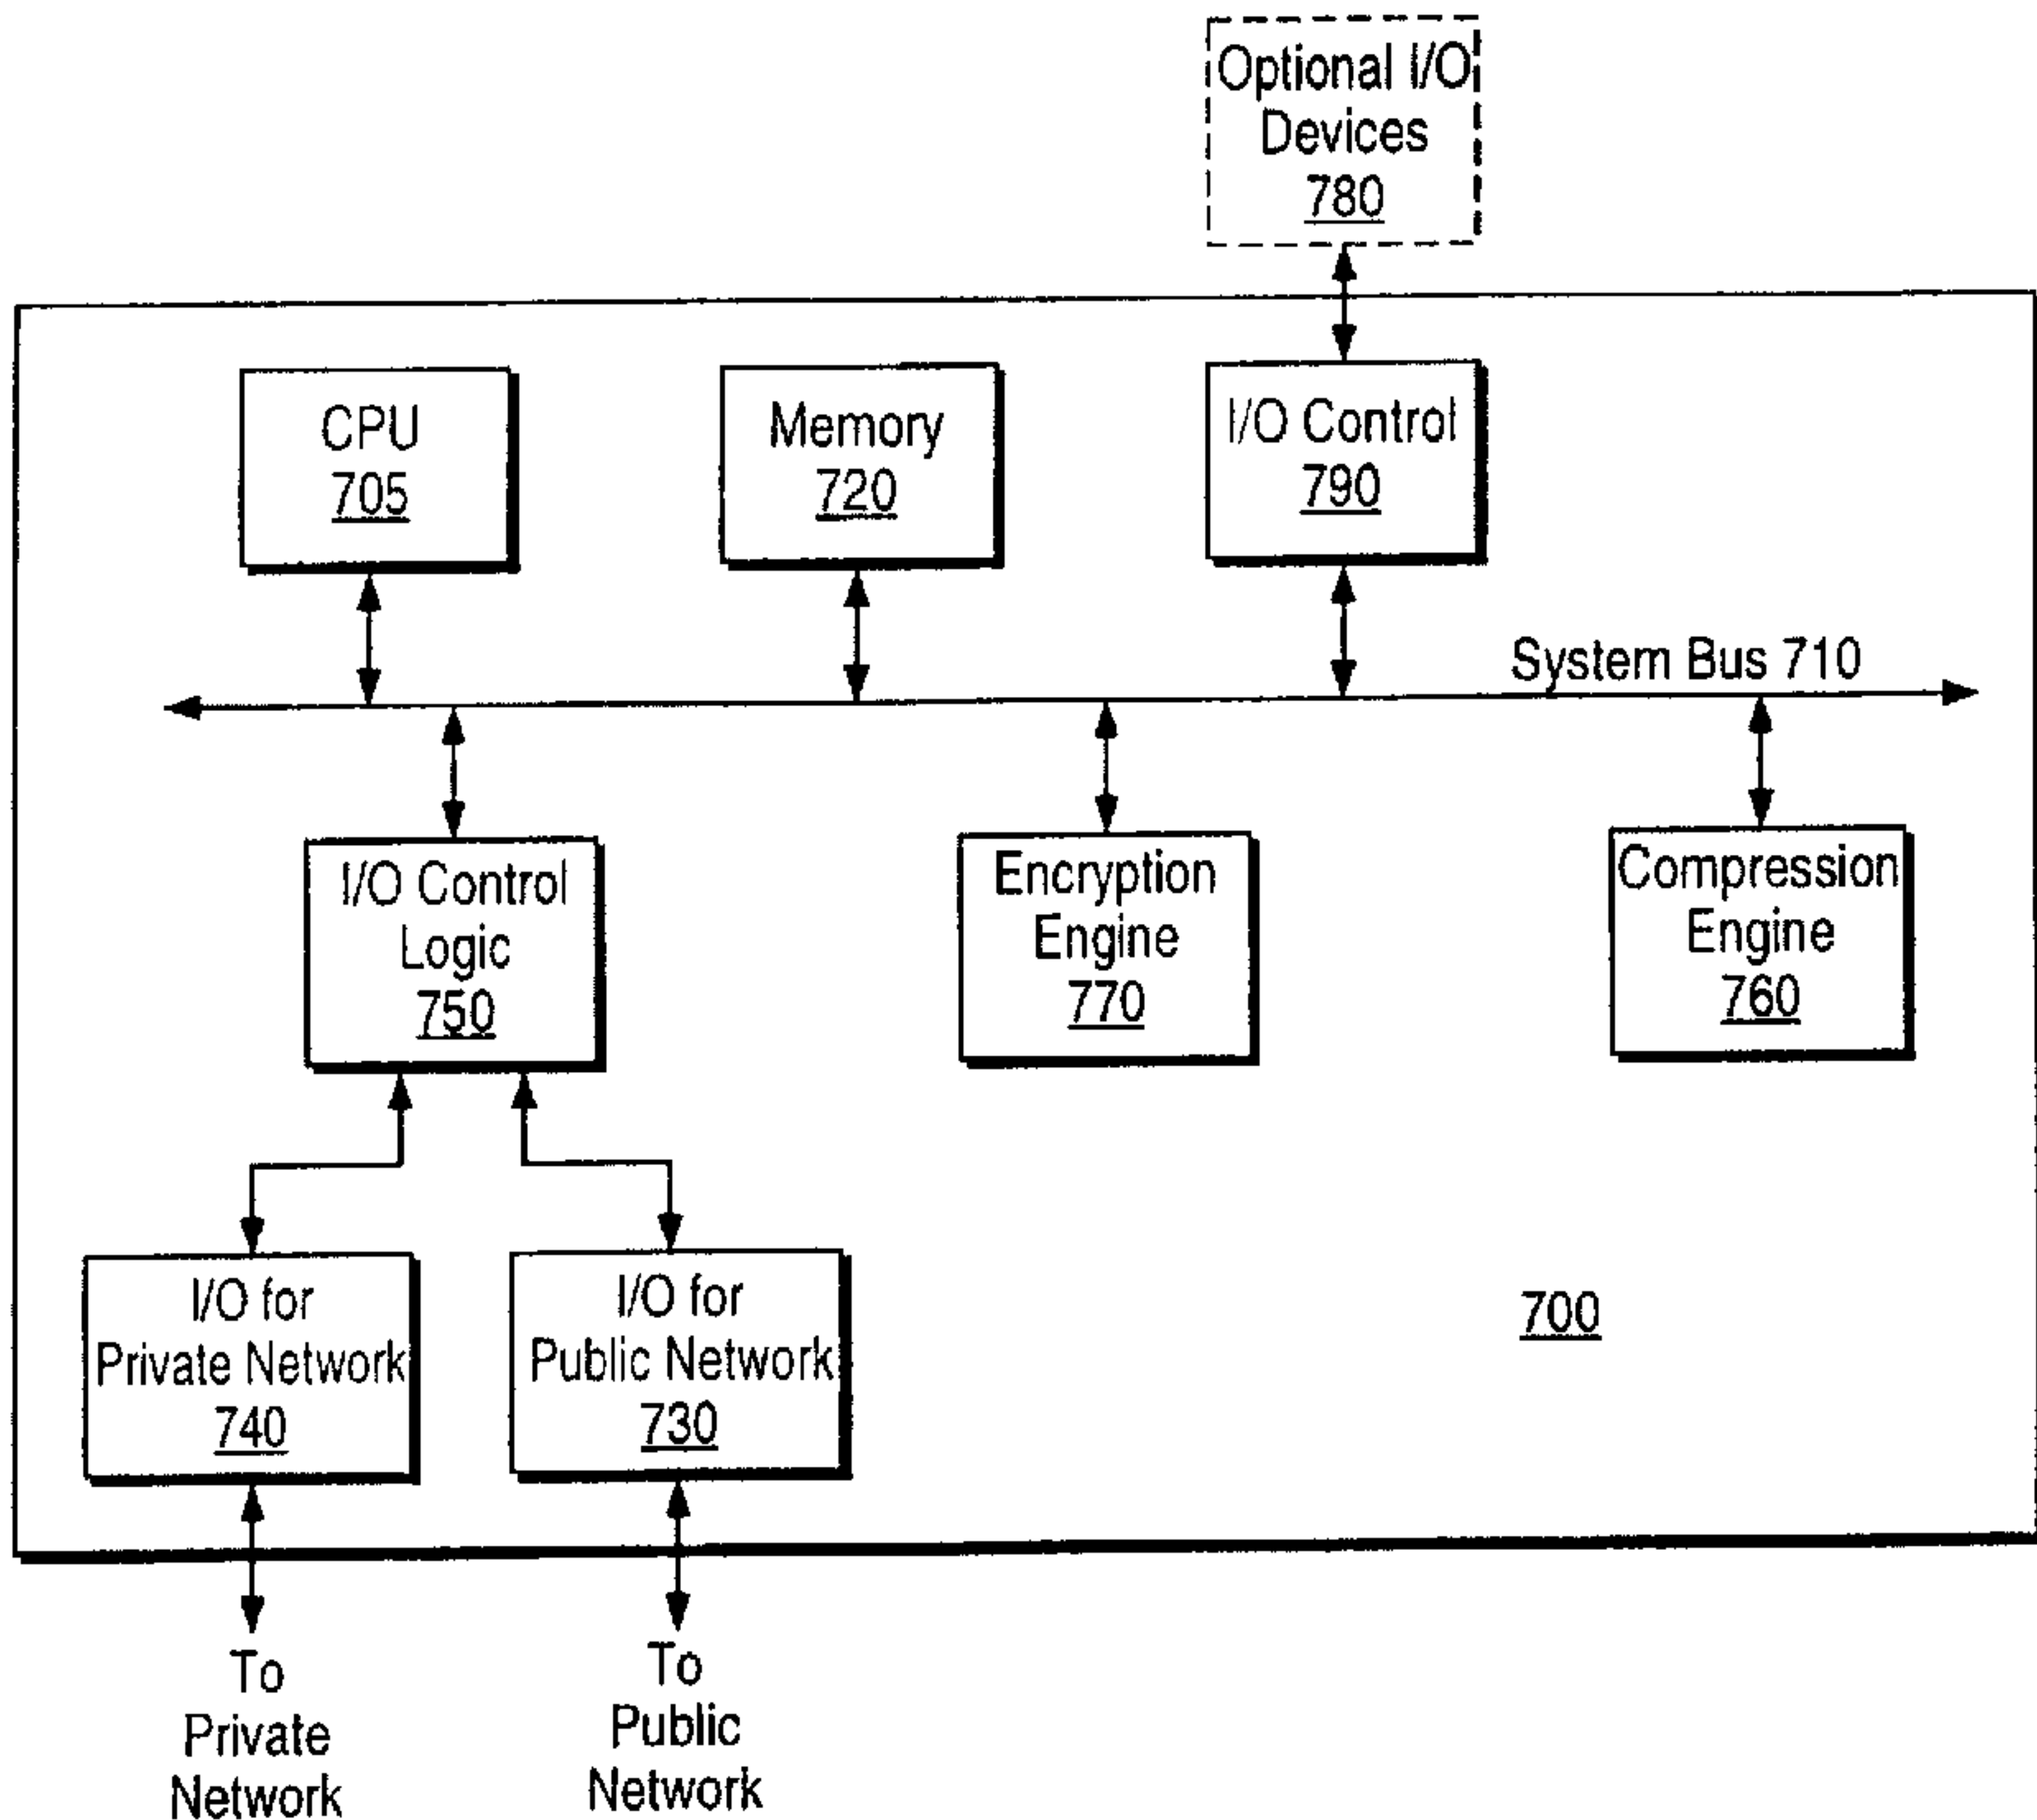 Optional I/O
Devices
780
CPU
705
Memory
720
I/O Control
790
System Bus 710
I/O Control
Logic
750
Encryption
Engine
770
Compression
Engine
760
I/O for
Private Network
740
I/O for
Public Network
730
700
To
Private
Network
To
Public
Network